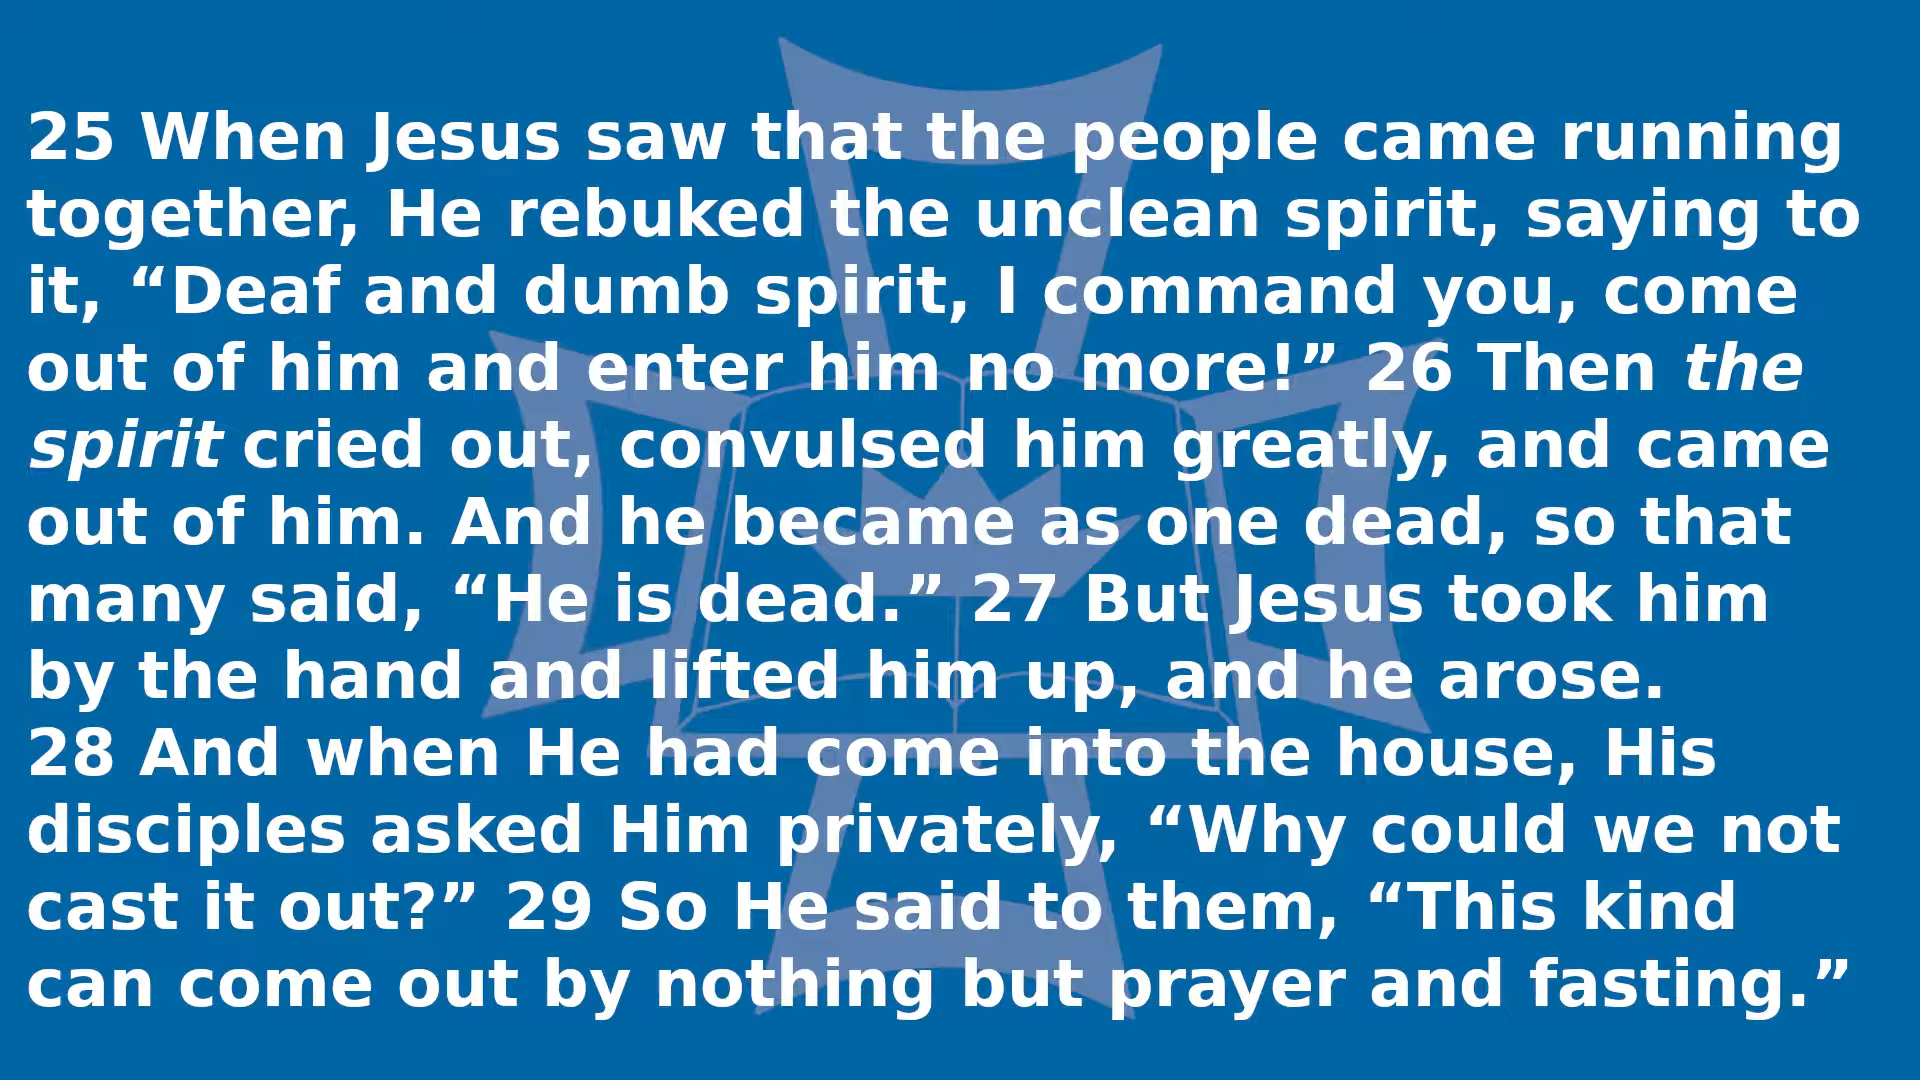 25 When Jesus saw that the people came running
together, He rebuked the unclean spirit, saying to
it, “Deaf and dumb spirit, I command you, come
out of him and enter him no more!” 26 Then the
spirit cried out, convulsed him greatly, and came
out of him. And he became as one dead, so that
many said, “He is dead.” 27 But Jesus took him
by the hand and lifted him up, and he arose.
28 And when He had come into the house, His
disciples asked Him privately, “Why could we not
cast it out?” 29 So He said to them, “This kind
can come out by nothing but prayer and fasting.”